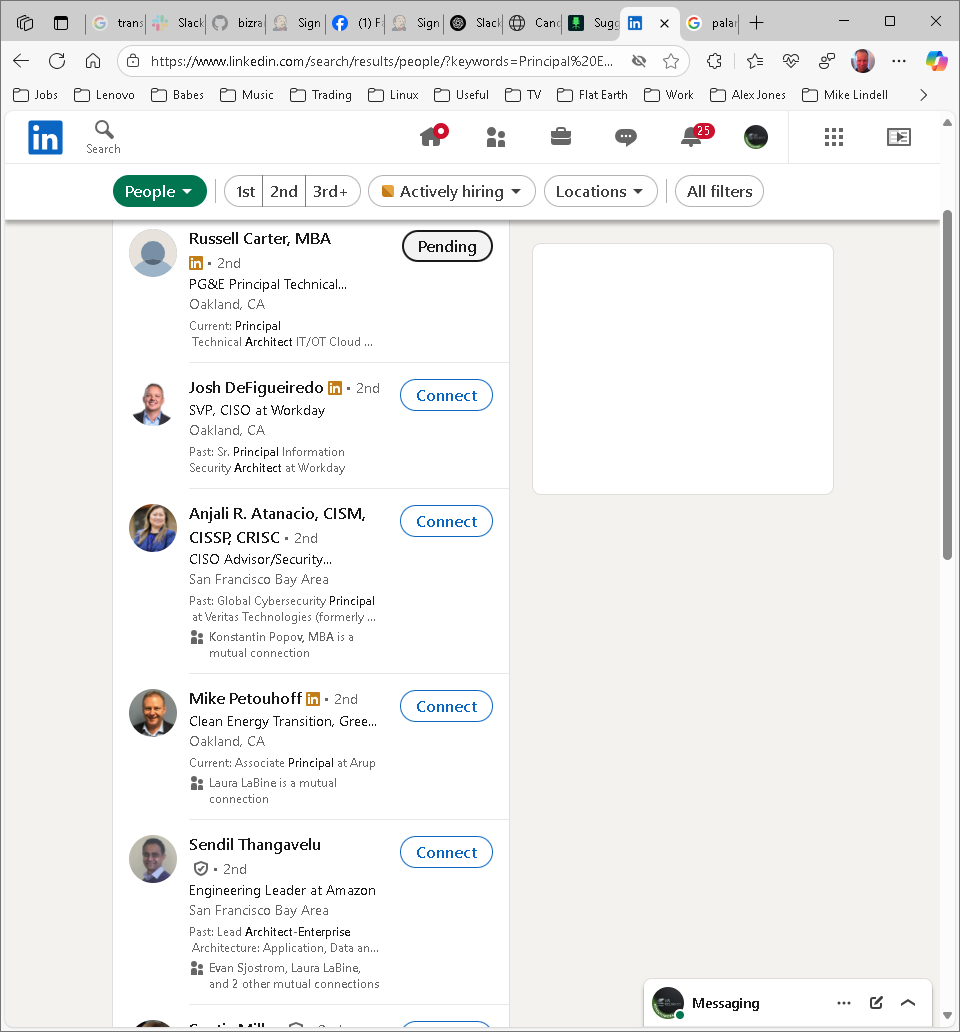 trans
Slack
bizra
Sign
(1) F
Sign
Slack
Canc
Sugg
in
pala
https://www.linkedin.com/search/results/people/?keywords=Principal%20E...
Jobs
Lenovo
Babes
Music
Trading
Linux
Useful
TV
Flat Earth
Work
Alex Jones
Mike Lindell
in
Search
25
People
1st
2nd
3rd+
Actively hiring
Locations
All filters
Russell Carter, MBA
in • 2nd
Pending
PG&E Principal Technical...
Oakland, CA
Current: Principal
Technical Architect IT/OT Cloud ...
Josh DeFigueiredo in • 2nd
Connect
SVP, CISO at Workday
Oakland, CA
Past: Sr. Principal Information
Security Architect at Workday
Anjali R. Atanacio, CISM,
CISSP, CRISC • 2nd
Connect
CISO Advisor/Security...
San Francisco Bay Area
Past: Global Cybersecurity Principal
at Veritas Technologies (formerly ...
Konstantin Popov, MBA is a
mutual connection
Mike Petouhoff in • 2nd
Connect
Clean Energy Transition, Gree...
Oakland, CA
Current: Associate Principal at Arup
Laura LaBine is a mutual
connection
Sendil Thangavelu
• 2nd
Connect
Engineering Leader at Amazon
San Francisco Bay Area
Past: Lead Architect-Enterprise
Architecture: Application, Data an...
Evan Sjostrom, Laura LaBine,
and 2 other mutual connections
Messaging